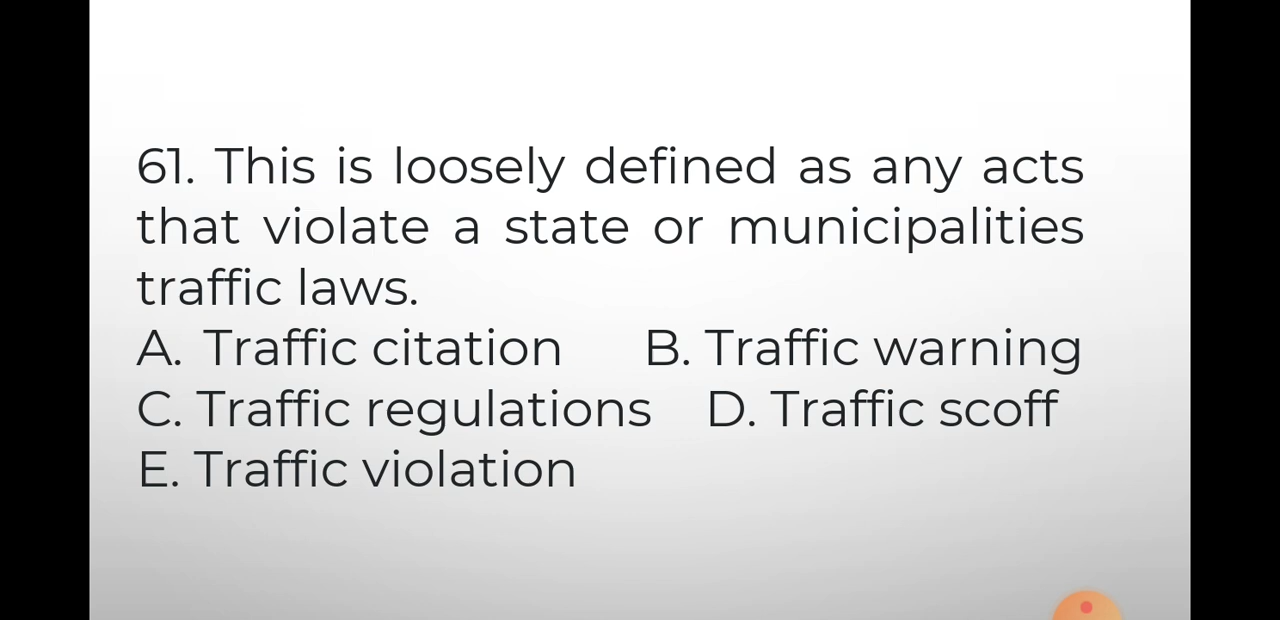 61. This is loosely defined as any acts
that violate a state or municipalities
traffic laws.
A. Traffic citation B. Traffic warning
C. Traffic regulations D. Traffic scoff
E. Traffic violation